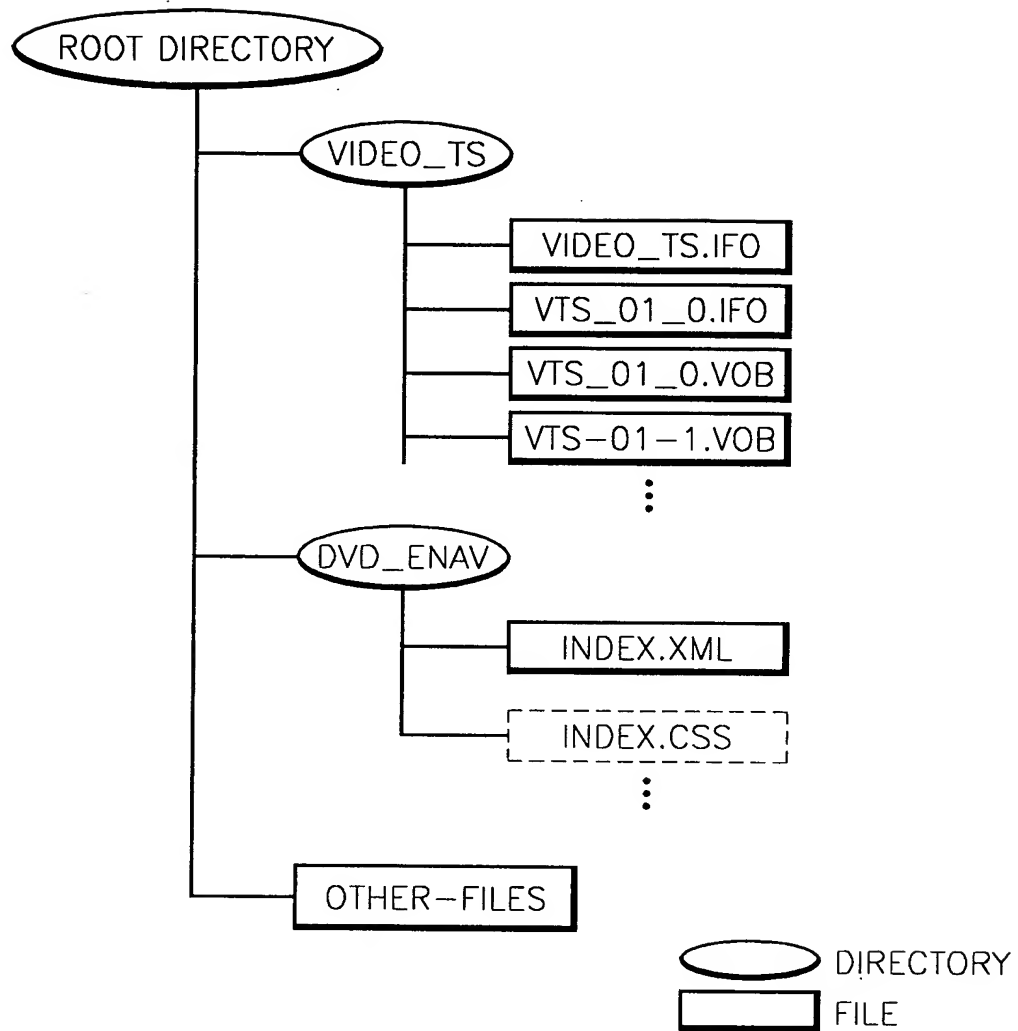 ROOT DIRECTORY
VIDEO_TS
VIDEO_TS.IFO
VTS_01_0.IFO
VTS_01_0.VOB
VTS-01-1.VOB
DVD_ENAV
INDEX.XML
INDEX.CSS
OTHER-FILES
DIRECTORY
FILE